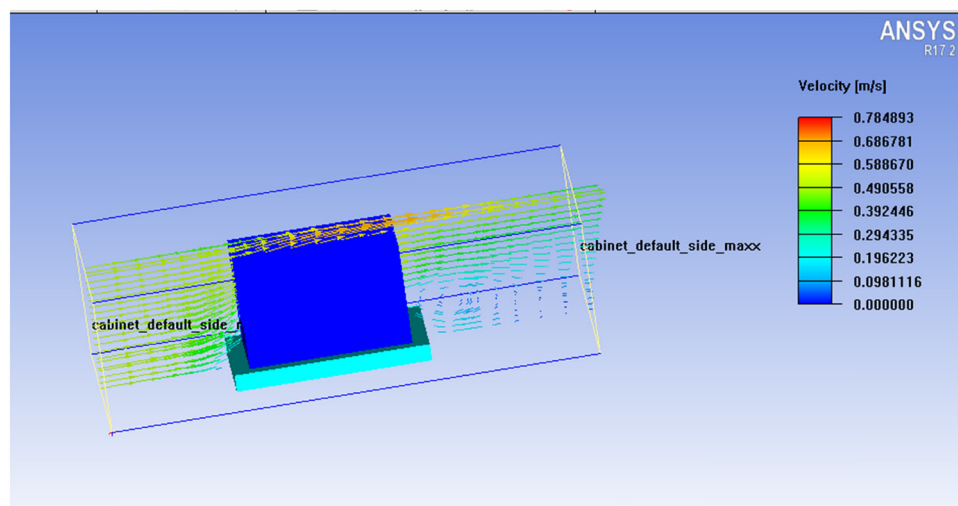 ANSYS
R17.2
Velocity [m/s]
0.784893
0.686781
0.588670
0.490558
0.392446
0.294335
0.196223
0.0981116
0.000000
cabinet_default_side_maxx
cabinet_default_side_